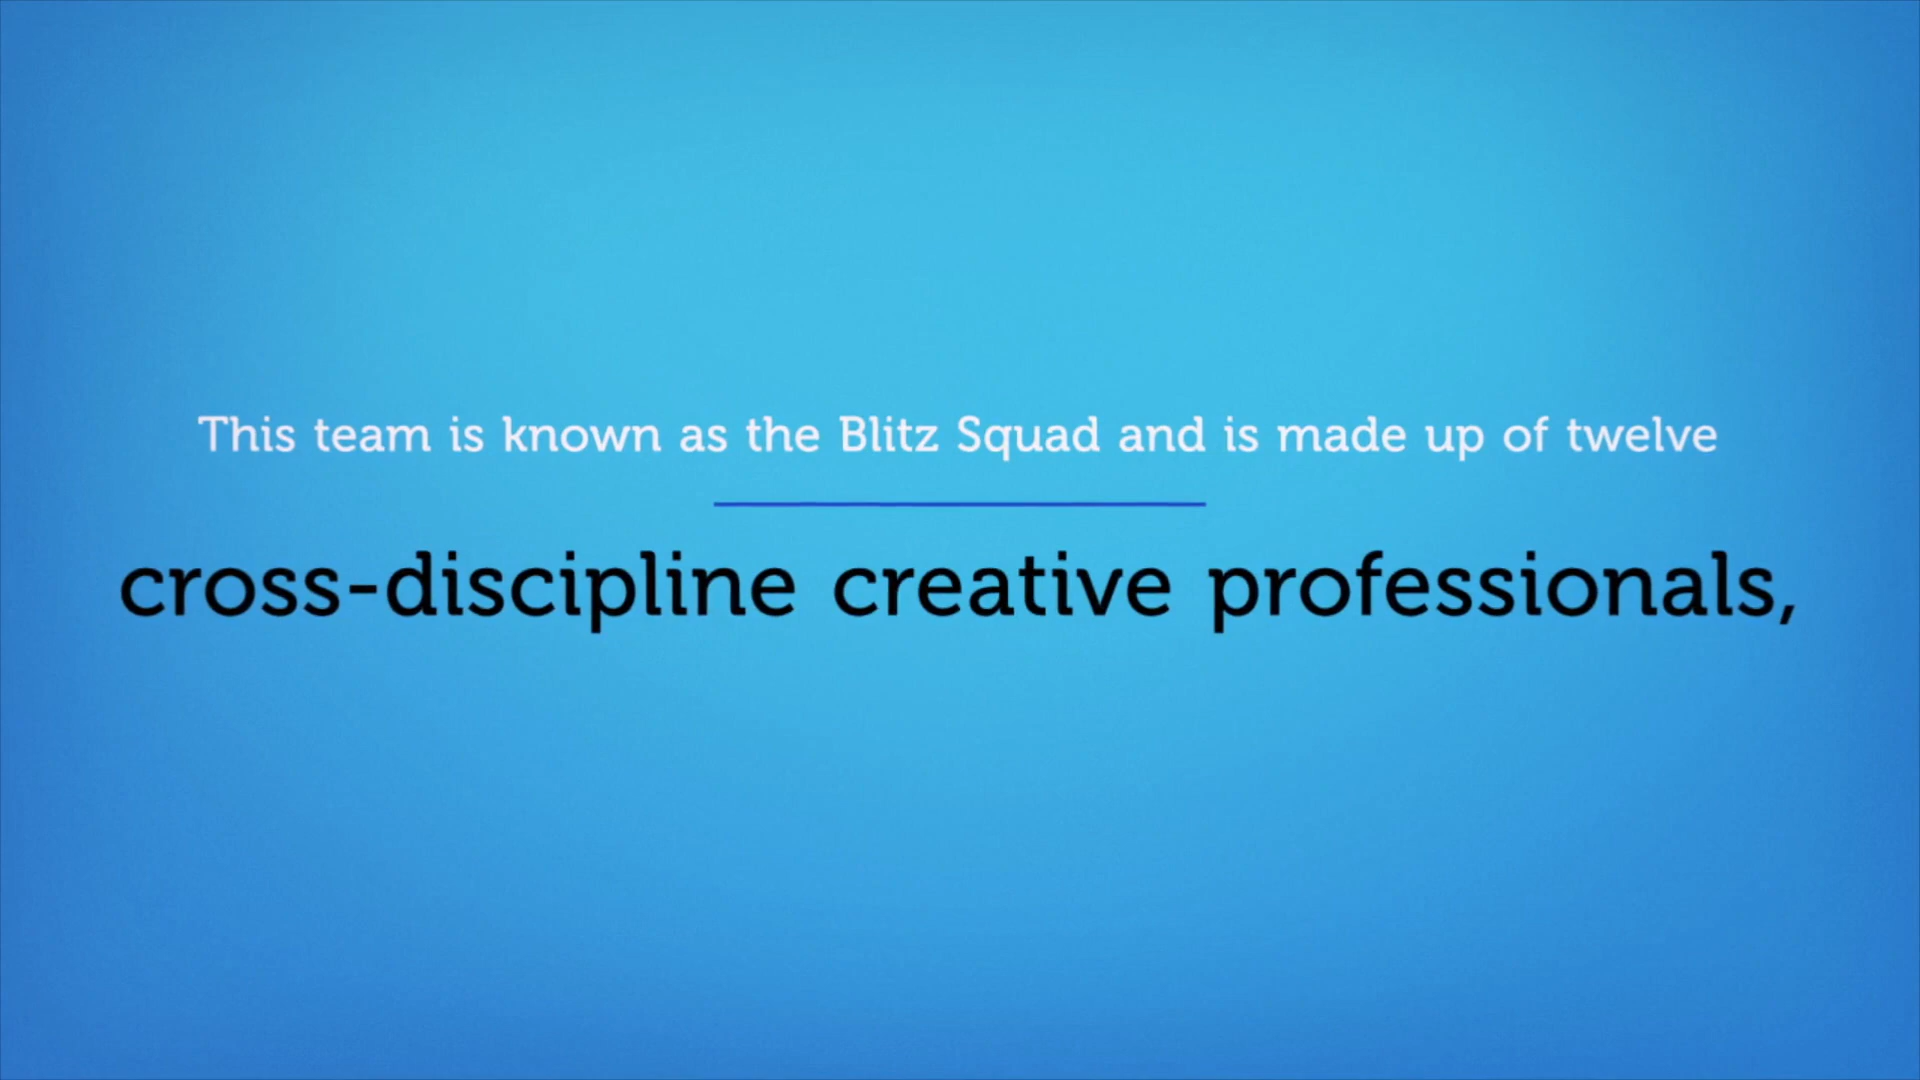 This team is known as the Blitz Squad and is made up of twelve
cross-discipline creative professionals,